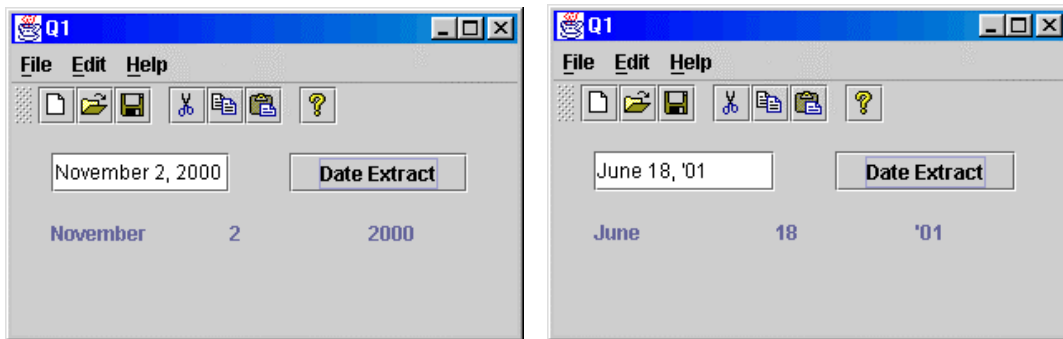 Q1
File Edit Help
November 2, 2000 Date Extract
November 2 2000
Q1
File Edit Help
June 18, '01 Date Extract
June 18 '01